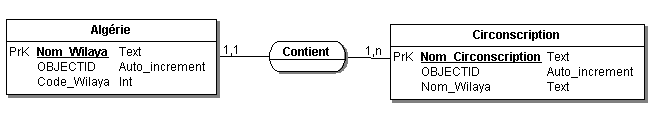 Algérie
PrK Nom_Wilaya Text
OBJECTID Auto_increment
Code_Wilaya Int
1,1
Contient
1,n
Circonscription
PrK Nom_Circonscription Text
OBJECTID Auto_increment
Nom_Wilaya Text